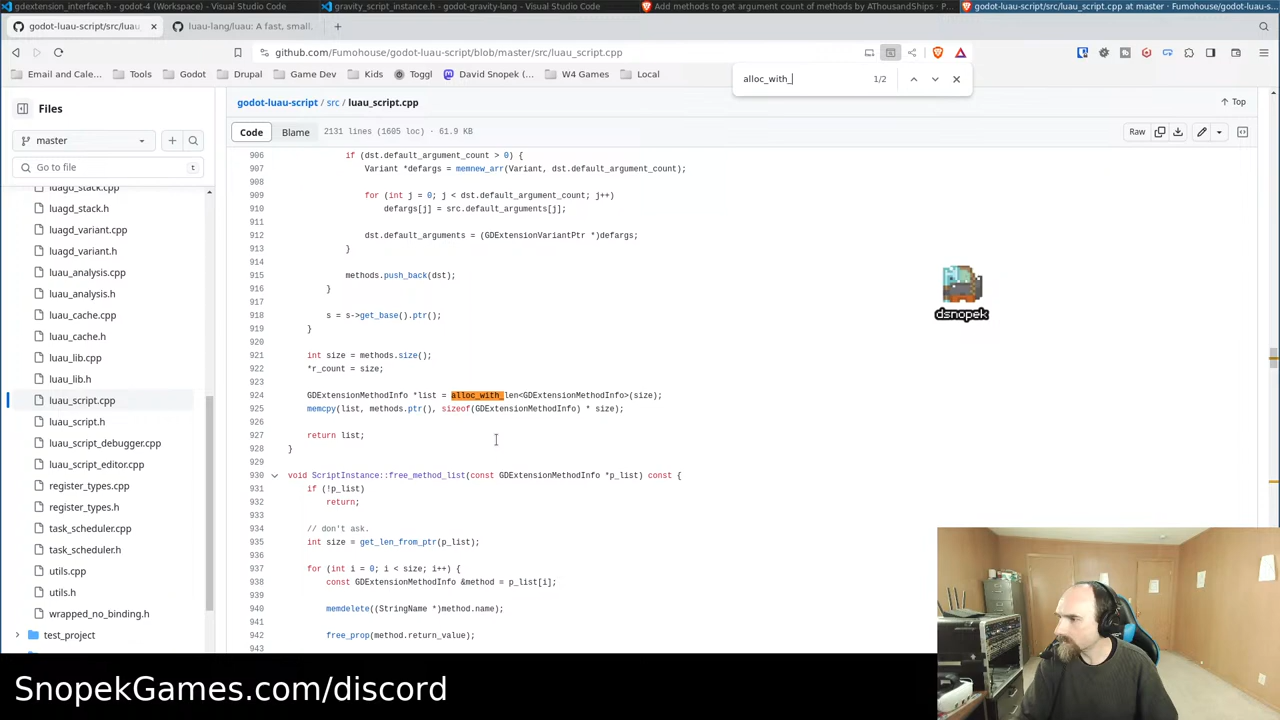 gdextension_interface.h - godot-4 (Workspace) - Visual Studio Code
gravity_script_instance.h - godot-gravity-lang - Visual Studio Code
Add methods to get argument count of methods by AThousandShips · P...
godot-luau-script/src/luau_script.cpp at master · Fumohouse/godot-lua-s...
godot-luau-script/src/luau_
luau-lang/luau: A fast, small.
github.com/Fumohouse/godot-luau-script/blob/master/src/luau_script.cpp
Email and Cale...
Tools
Godot
Drupal
Game Dev
Kids
Toggl
David Snopek ...
W4 Games
Local
alloc_with_
1/2
Files
godot-luau-script / src / luau_script.cpp
Top
master
Code
Blame
2131 lines (1605 loc) · 61.9 KB
Raw
Go to file
t
luagd_stack.cpp
luagd_stack.h
luagd_variant.cpp
luagd_variant.h
luau_analysis.cpp
luau_analysis.h
luau_cache.cpp
luau_cache.h
luau_lib.cpp
luau_lib.h
luau_script.cpp
luau_script.h
luau_script_debugger.cpp
luau_script_editor.cpp
register_types.cpp
register_types.h
task_scheduler.cpp
task_scheduler.h
utils.cpp
utils.h
wrapped_no_binding.h
test_project
906 if (dst.default_argument_count > 0) {
907 Variant *defargs = memnew_arr(Variant, dst.default_argument_count);
908
909 for (int j = 0; j < dst.default_argument_count; j++)
910 defargs[j] = src.default_arguments[j];
911
912 dst.default_arguments = (GDExtensionVariantPtr *)defargs;
913 }
914
915 methods.push_back(dst);
916 }
917
918 s = s->get_base().ptr();
919 }
920
921 int size = methods.size();
922 *r_count = size;
923
924 GDExtensionMethodInfo *list = alloc_with_len<GDExtensionMethodInfo>(size);
925 memcpy(list, methods.ptr(), sizeof(GDExtensionMethodInfo) * size);
926
927 return list;
928 }
929
930 void ScriptInstance::free_method_list(const GDExtensionMethodInfo *p_list) const {
931 if (!p_list)
932 return;
933
934 // don't ask.
935 int size = get_len_from_ptr(p_list);
936
937 for (int i = 0; i < size; i++) {
938 const GDExtensionMethodInfo &method = p_list[i];
939
940 memdelete((StringName *)method.name);
941
942 free_prop(method.return_value);
943
dsnopek
SnopekGames.com/discord